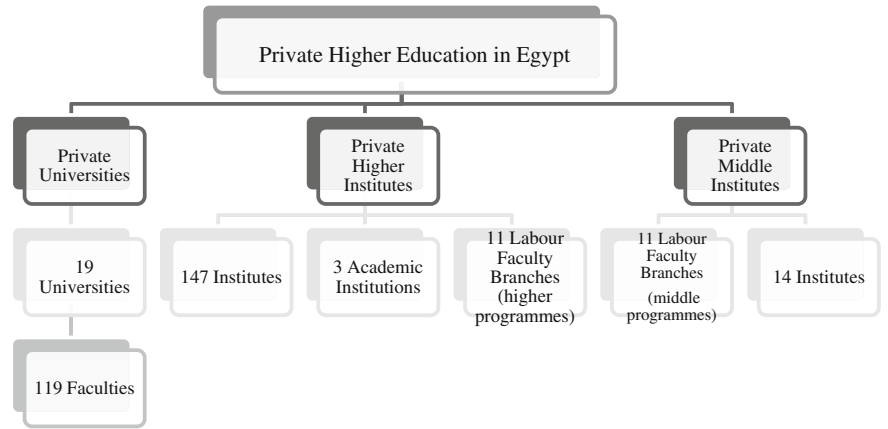 Private Higher Education in Egypt
Private
Universities
Private
Higher
Institutes
Private
Middle
Institutes
19
Universities
147 Institutes
3 Academic
Institutions
11 Labour
Faculty
Branches
(higher
programmes)
11 Labour
Faculty
Branches
(middle
programmes)
14 Institutes
119 Faculties